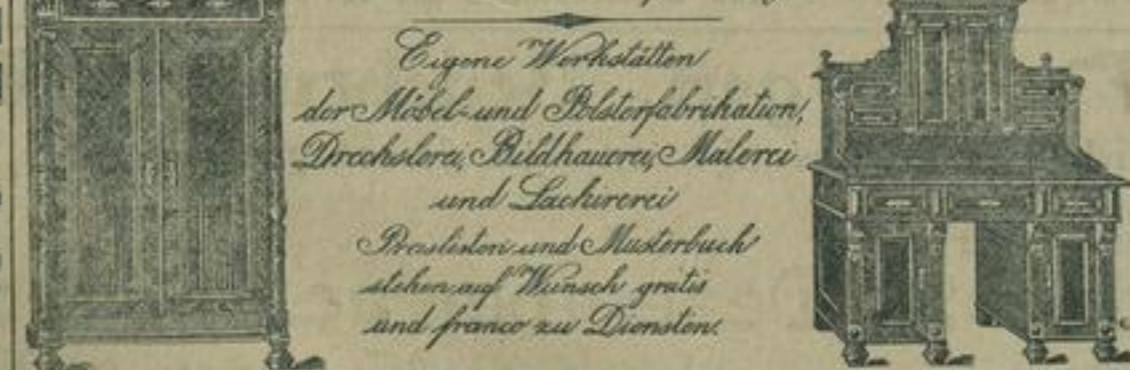 Eigene Werkstätten
der Möbel- und Polsterfabrikation,
Drechslerei, Bildhauerei, Malerei
und Lackirerei
Preislisten und Musterbuch
stehen auf Wunsch gratis
und franco zu Diensten.